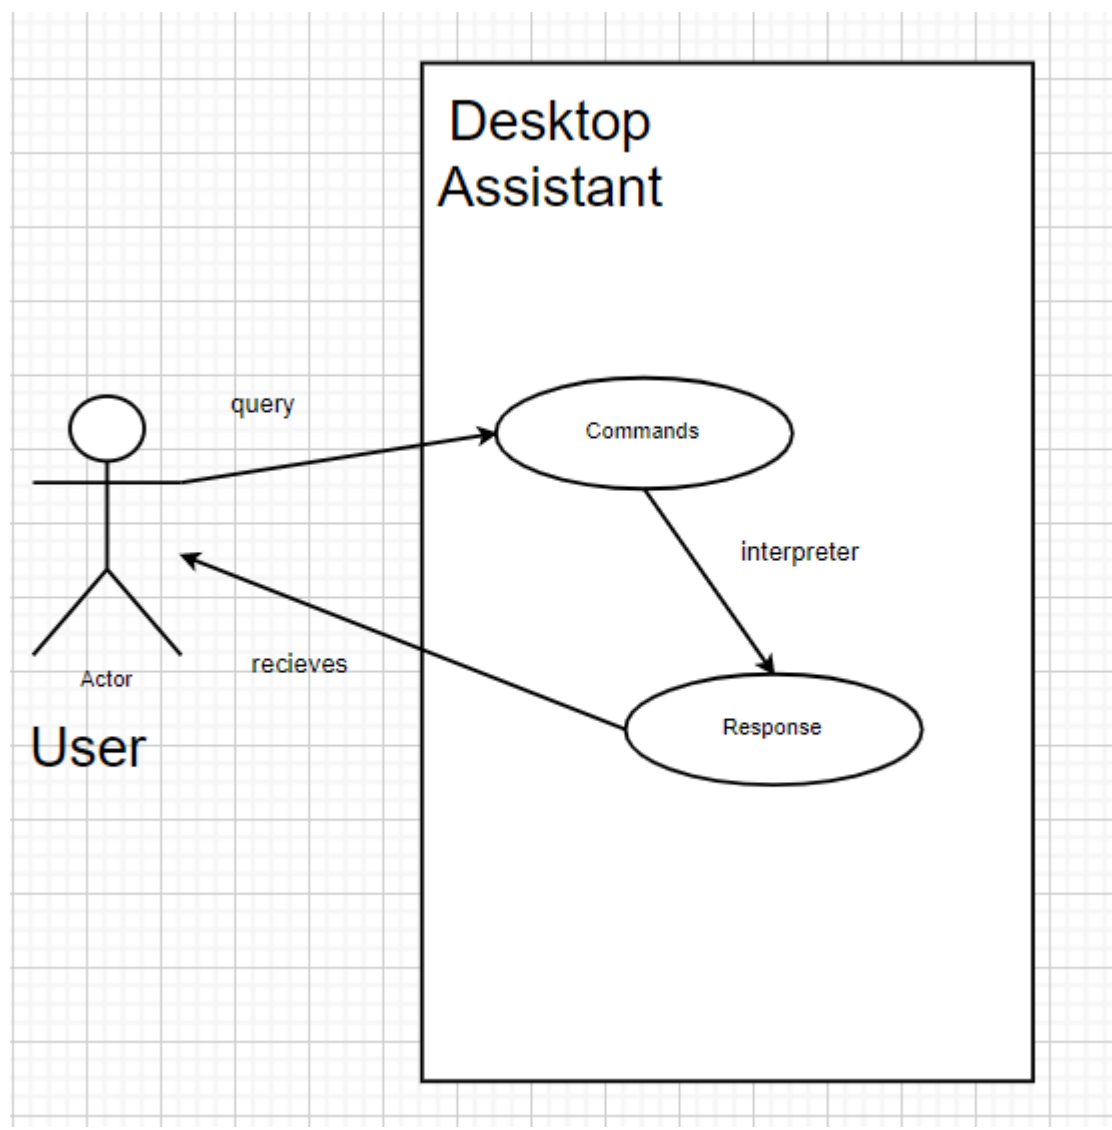 Desktop
Assistant
query
Commands
interpreter
recieves
Actor
User
Response